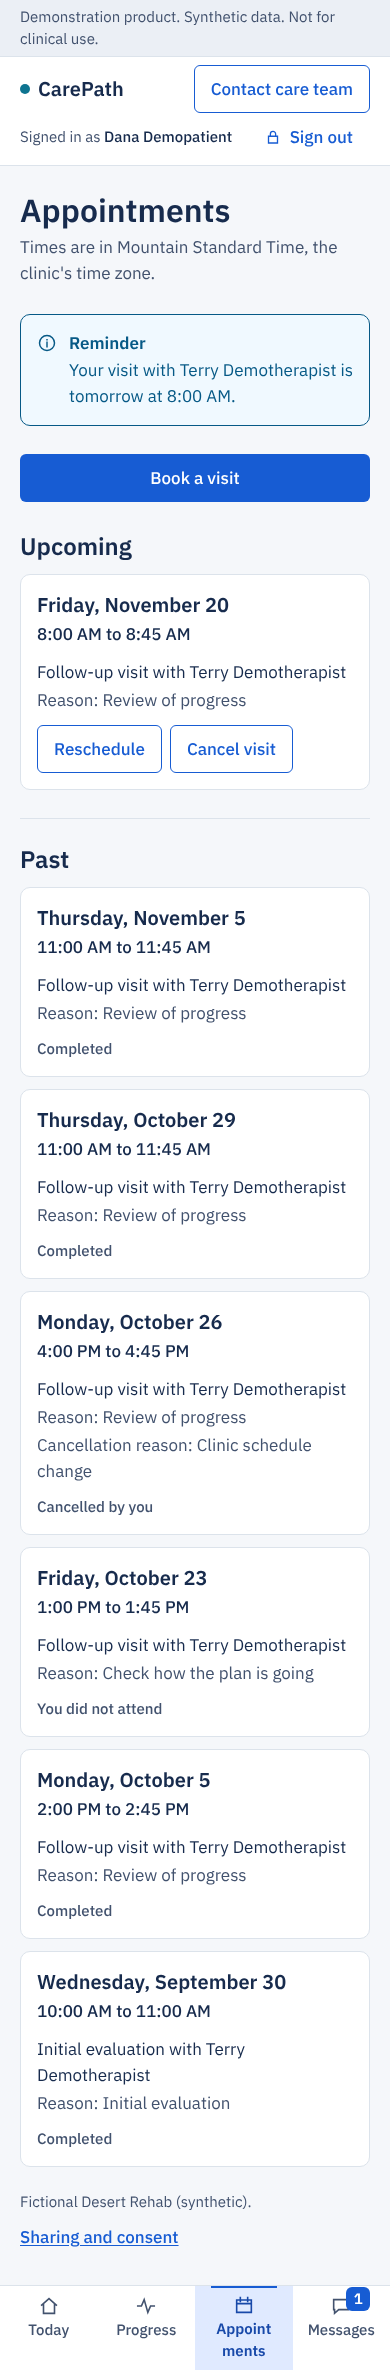 Demonstration product. Synthetic data. Not for
clinical use.
CarePath
Contact care team
Signed in as Dana Demopatient
Sign out
Appointments
Times are in Mountain Standard Time, the
clinic's time zone.
Reminder
Your visit with Terry Demotherapist is
tomorrow at 8:00 AM.
Book a visit
Upcoming
Friday, November 20
8:00 AM to 8:45 AM
Follow-up visit with Terry Demotherapist
Reason: Review of progress
Reschedule
Cancel visit
Past
Thursday, November 5
11:00 AM to 11:45 AM
Follow-up visit with Terry Demotherapist
Reason: Review of progress
Completed
Thursday, October 29
11:00 AM to 11:45 AM
Follow-up visit with Terry Demotherapist
Reason: Review of progress
Completed
Monday, October 26
4:00 PM to 4:45 PM
Follow-up visit with Terry Demotherapist
Reason: Review of progress
Cancellation reason: Clinic schedule
change
Cancelled by you
Friday, October 23
1:00 PM to 1:45 PM
Follow-up visit with Terry Demotherapist
Reason: Check how the plan is going
You did not attend
Monday, October 5
2:00 PM to 2:45 PM
Follow-up visit with Terry Demotherapist
Reason: Review of progress
Completed
Wednesday, September 30
10:00 AM to 11:00 AM
Initial evaluation with Terry
Demotherapist
Reason: Initial evaluation
Completed
Fictional Desert Rehab (synthetic).
Sharing and consent
Today
Progress
Appoint
ments
1
Messages